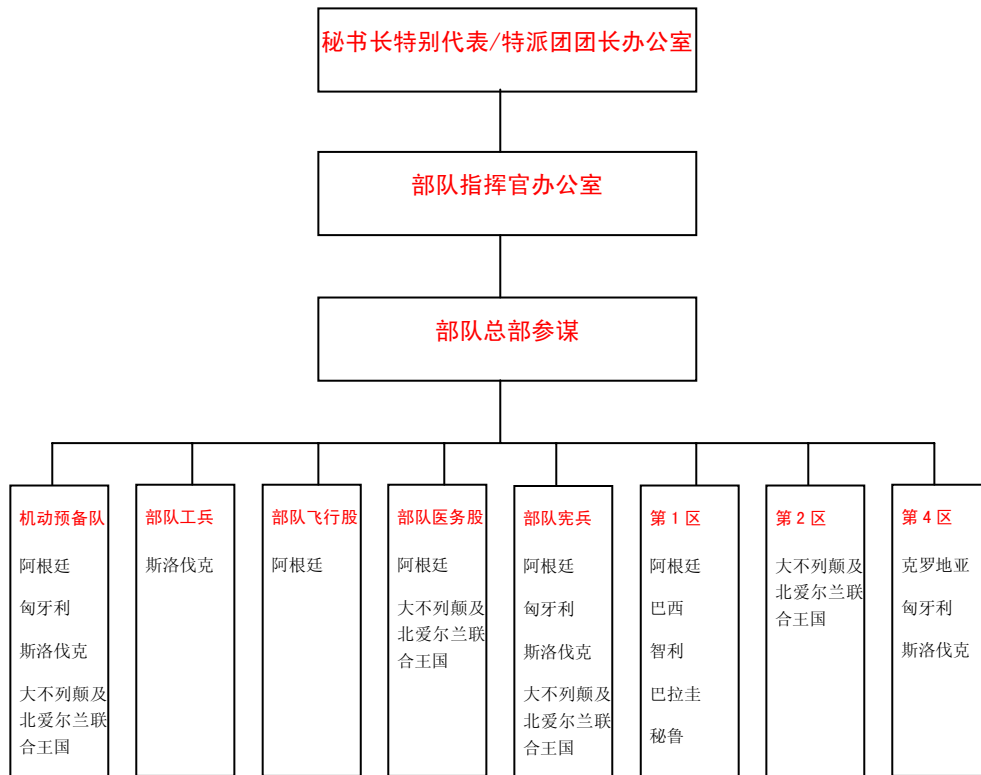 秘书长特别代表/特派团团长办公室
部队指挥官办公室
部队总部参谋
机动预备队
阿根廷
匈牙利
斯洛伐克
大不列颠及
北爱尔兰联
合王国
部队工兵
斯洛伐克
部队飞行股
阿根廷
部队医务股
阿根廷
大不列颠及
北爱尔兰联
合王国
部队宪兵
阿根廷
匈牙利
斯洛伐克
大不列颠及
北爱尔兰联
合王国
第 1 区
阿根廷
巴西
智利
巴拉圭
秘鲁
第 2 区
大不列颠及
北爱尔兰联
合王国
第 4 区
克罗地亚
匈牙利
斯洛伐克